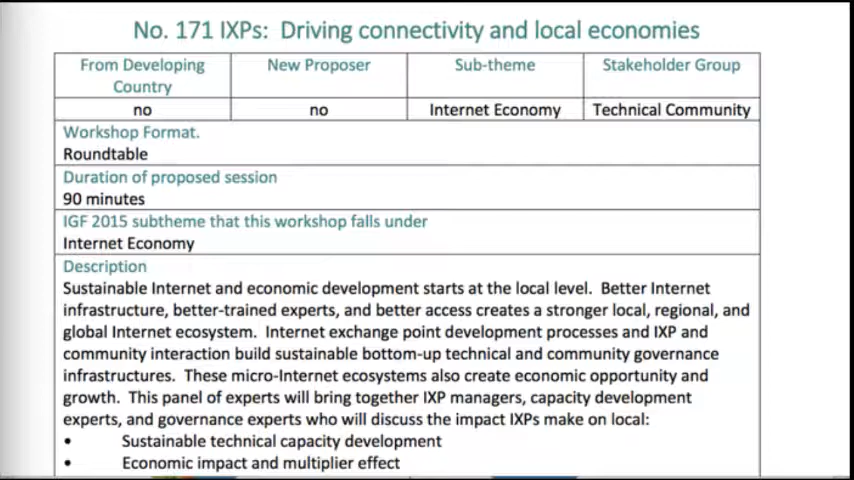 No. 171 IXPs:  Driving connectivity and local economies
From Developing Country
New Proposer
Sub-theme
Stakeholder Group
no
no
Internet Economy
Technical Community
Workshop Format.
Roundtable
Duration of proposed session
90 minutes
IGF 2015 subtheme that this workshop falls under
Internet Economy
Description
Sustainable Internet and economic development starts at the local level.  Better Internet
infrastructure, better-trained experts, and better access creates a stronger local, regional, and
global Internet ecosystem.  Internet exchange point development processes and IXP and
community interaction build sustainable bottom-up technical and community governance
infrastructures.  These micro-Internet ecosystems also create economic opportunity and
growth.  This panel of experts will bring together IXP managers, capacity development
experts, and governance experts who will discuss the impact IXPs make on local:
• Sustainable technical capacity development
• Economic impact and multiplier effect